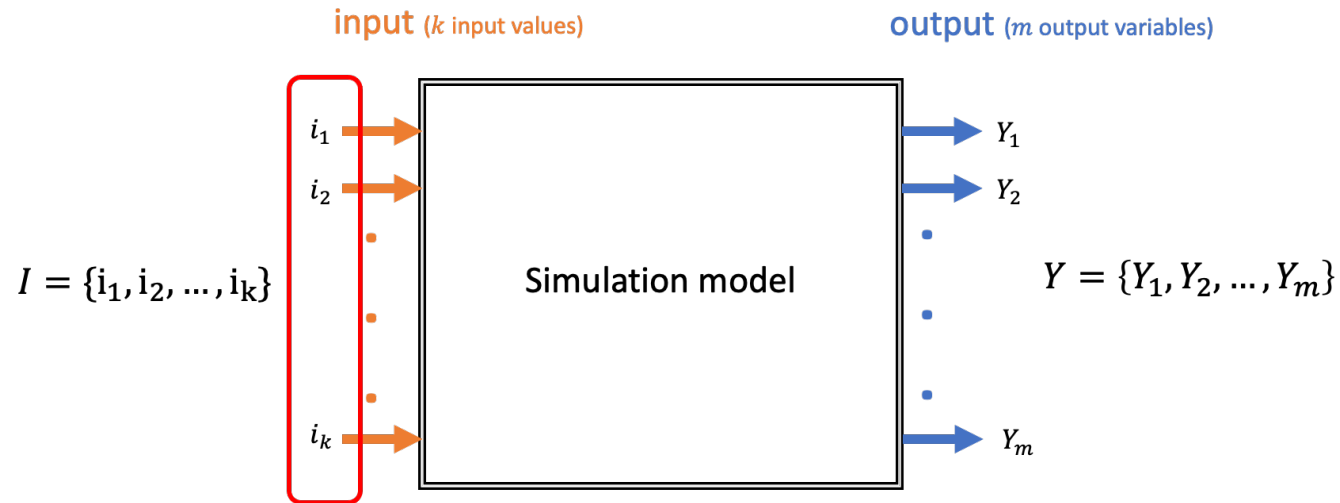 input (k input values)
output (m output variables)
i₁
Y₁
i₂
Y₂
I = {i₁, i₂, ..., iₖ}
Simulation model
Y = {Y₁, Y₂, ..., Yₘ}
iₖ
Yₘ